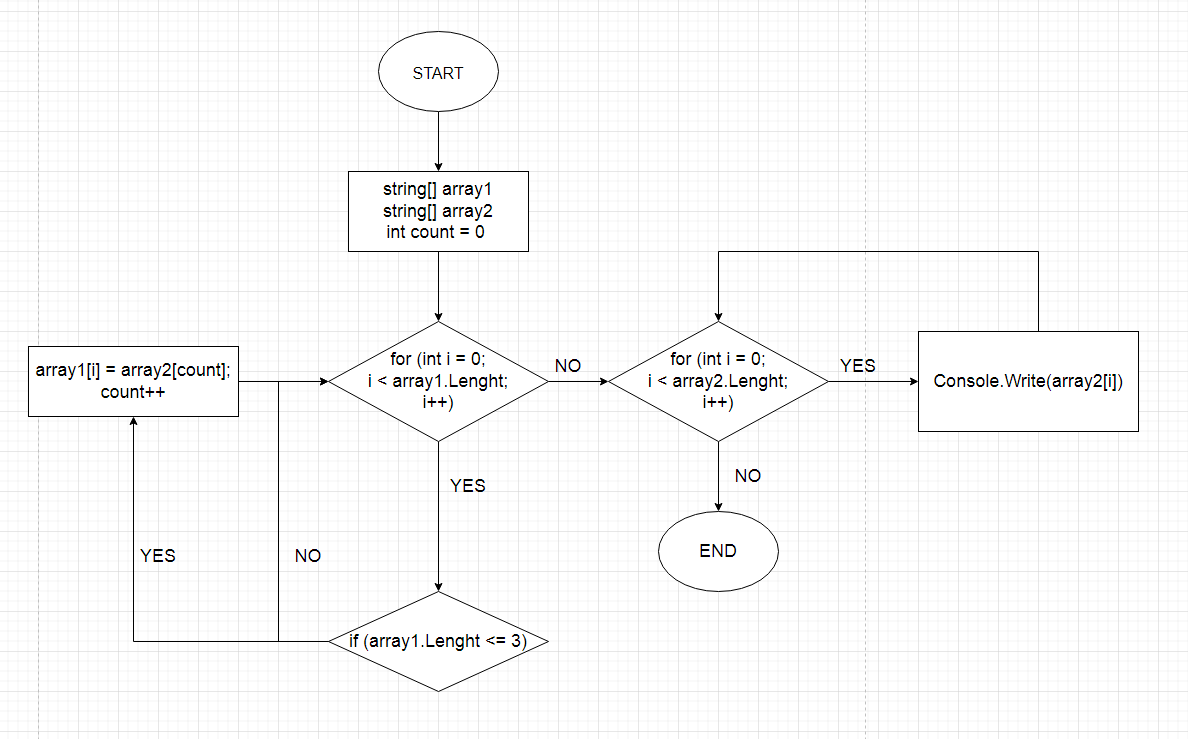 START
string[] array1
string[] array2
int count = 0
for (int i = 0;
i < array1.Lenght;
i++)
NO
for (int i = 0;
i < array2.Lenght;
i++)
YES
Console.Write(array2[i])
array1[i] = array2[count];
count++
YES
NO
YES
NO
END
if (array1.Lenght <= 3)